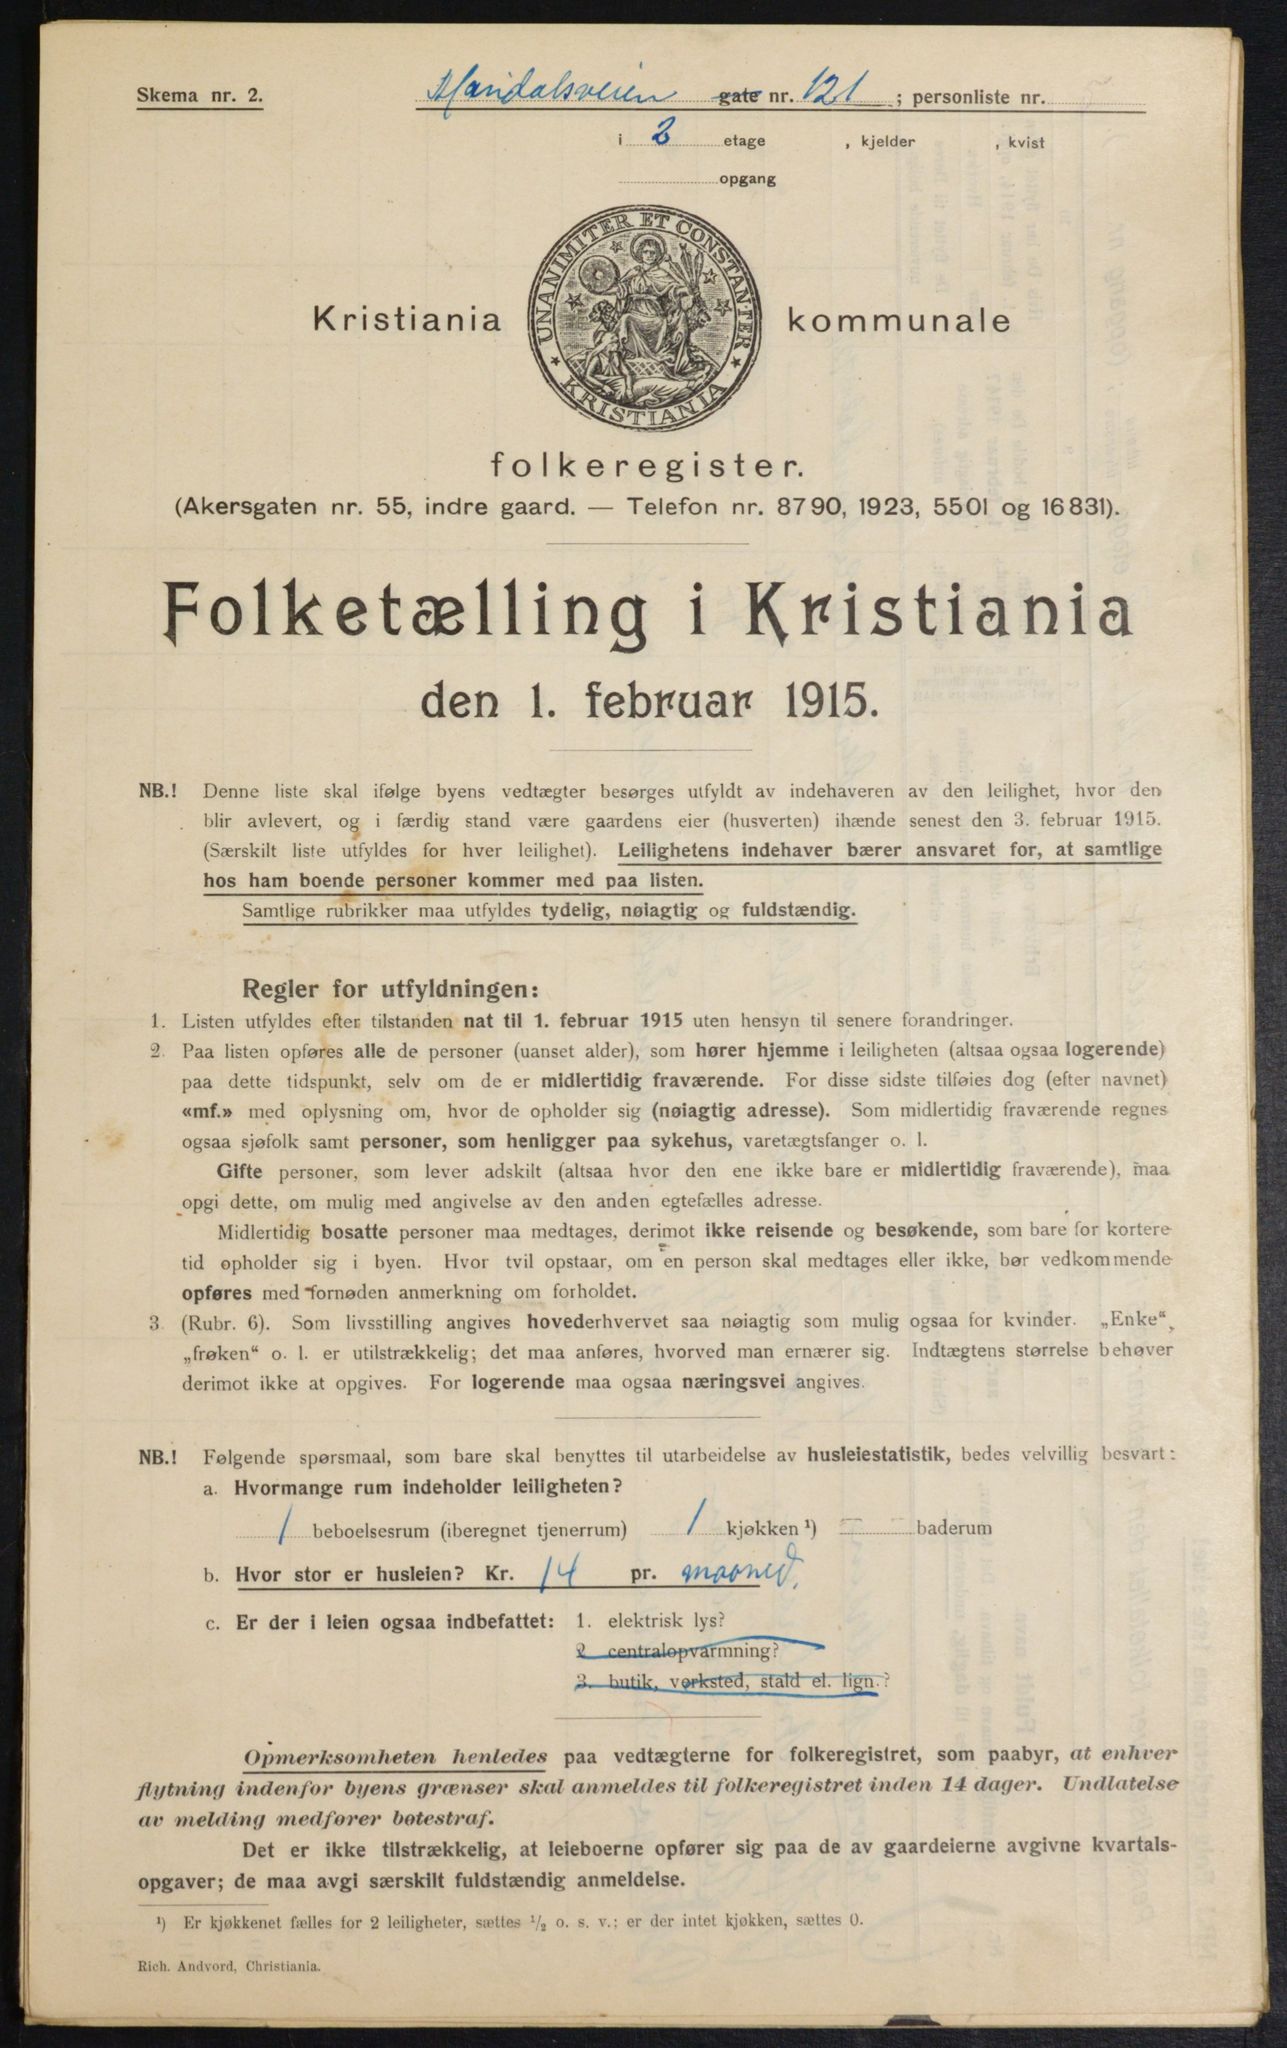 Skema nr. 2. Maridalsveien gate nr. 121 ; personliste nr.
i 2 etage , kjelder , kvist
opgang
UNANIMITER ET CONSTANTER
KRISTIANIA
Kristiania kommunale
folkeregister.
(Akersgaten nr. 55, indre gaard. — Telefon nr. 8790, 1923, 5501 og 16831).
Folketælling i Kristiania
den 1. februar 1915.
NB.! Denne liste skal ifølge byens vedtægter besørges utfyldt av indehaveren av den leilighet, hvor den
blir avlevert, og i færdig stand være gaardens eier (husverten) ihænde senest den 3. februar 1915.
(Særskilt liste utfyldes for hver leilighet). Leilighetens indehaver bærer ansvaret for, at samtlige
hos ham boende personer kommer med paa listen.
Samtlige rubrikker maa utfyldes tydelig, nøiagtig og fuldstændig.
Regler for utfyldningen:
1. Listen utfyldes efter tilstanden nat til 1. februar 1915 uten hensyn til senere forandringer.
2. Paa listen opføres alle de personer (uanset alder), som hører hjemme i leiligheten (altsaa ogsaa logerende)
paa dette tidspunkt, selv om de er midlertidig fraværende. For disse sidste tilføies dog (efter navnet)
«mf.» med oplysning om, hvor de opholder sig (nøiagtig adresse). Som midlertidig fraværende regnes
ogsaa sjøfolk samt personer, som henligger paa sykehus, varetægtsfanger o. l.
Gifte personer, som lever adskilt (altsaa hvor den ene ikke bare er midlertidig fraværende), maa
opgi dette, om mulig med angivelse av den anden egtefælles adresse.
Midlertidig bosatte personer maa medtages, derimot ikke reisende og besøkende, som bare for kortere
tid opholder sig i byen. Hvor tvil opstaar, om en person skal medtages eller ikke, bør vedkommende
opføres med fornøden anmerkning om forholdet.
3. (Rubr. 6). Som livsstilling angives hovederhvervet saa nøiagtig som mulig ogsaa for kvinder. „Enke“,
„frøken“ o. l. er utilstrækkelig; det maa anføres, hvorved man ernærer sig. Indtægtens størrelse behøver
derimot ikke at opgives. For logerende maa ogsaa næringsvei angives.
NB.! Følgende spørsmaal, som bare skal benyttes til utarbeidelse av husleiestatistik, bedes velvillig besvart:
a. Hvormange rum indeholder leiligheten?
1 beboelsesrum (iberegnet tjenerrum) 1 kjøkken ¹) — baderum
b. Hvor stor er husleien? Kr. 14 pr. maaned.
c. Er der i leien ogsaa indbefattet: 1. elektrisk lys?
2. centralopvarmning?
3. butik, verksted, stald el. lign.?
Opmerksomheten henledes paa vedtægterne for folkeregistret, som paabyr, at enhver
flytning indenfor byens grænser skal anmeldes til folkeregistret inden 14 dager. Undlatelse
av melding medfører bøtestraf.
Det er ikke tilstrækkelig, at leieboerne opfører sig paa de av gaardeierne avgivne kvartals-
opgaver; de maa avgi særskilt fuldstændig anmeldelse.
¹) Er kjøkkenet fælles for 2 leiligheter, sættes ½ o. s. v.; er der intet kjøkken, sættes 0.
Rich. Andvord, Christiania.